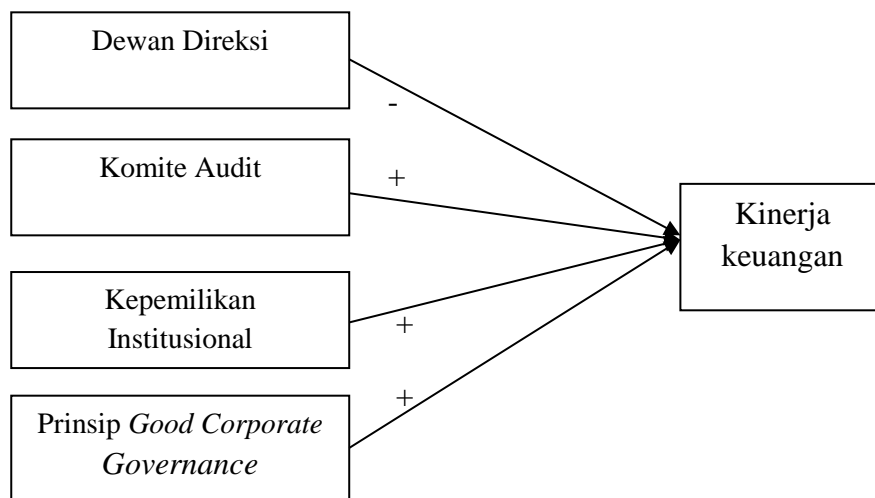 Dewan Direksi
-
Komite Audit
+
Kinerja
keuangan
Kepemilikan
Institusional
+
Prinsip Good Corporate
Governance
+